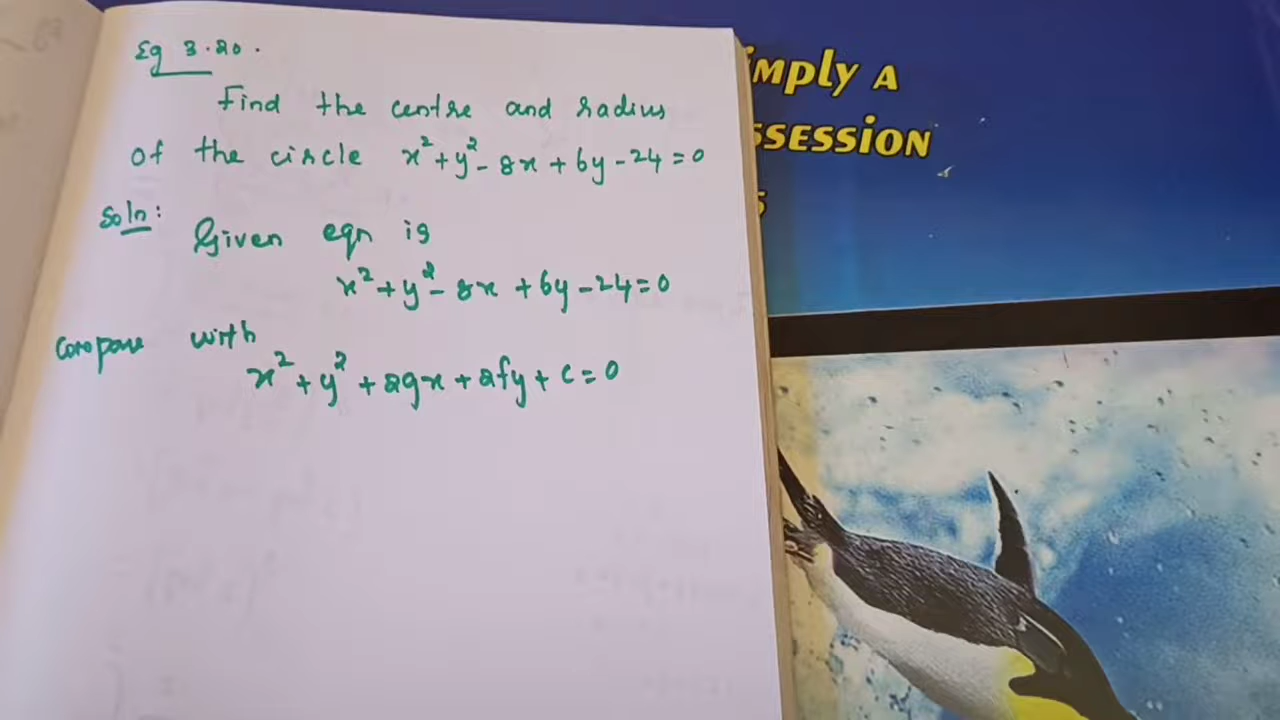 Eg 3.20.
Find the centre and radius
of the circle x²+y²-8x+6y-24=0
Soln:
Given eqn is
x²+y²-8x+6y-24=0
Compare with
x²+y²+2gx+2fy+c=0
imply A
ssession
s